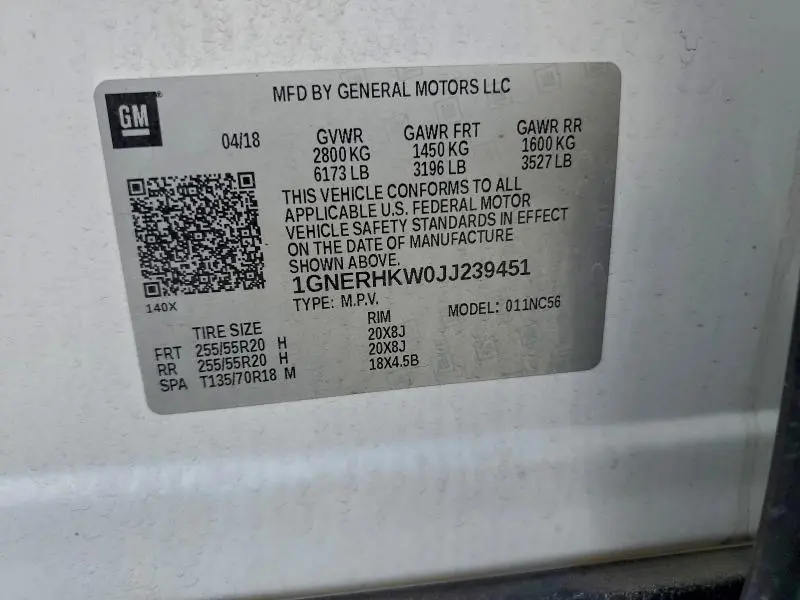 MFD BY GENERAL MOTORS LLC
GM
04/18 GVWR GAWR FRT GAWR RR
2800 KG 1450 KG 1600 KG
6173 LB 3196 LB 3527 LB
THIS VEHICLE CONFORMS TO ALL
APPLICABLE U.S. FEDERAL MOTOR
VEHICLE SAFETY STANDARDS IN EFFECT
ON THE DATE OF MANUFACTURE
SHOWN ABOVE.
1GNERHKW0JJ239451
140X
TYPE: M.P.V. MODEL: 011NC56
TIRE SIZE RIM
FRT 255/55R20 H 20X8J
RR 255/55R20 H 20X8J
SPA T135/70R18 M 18X4.5B